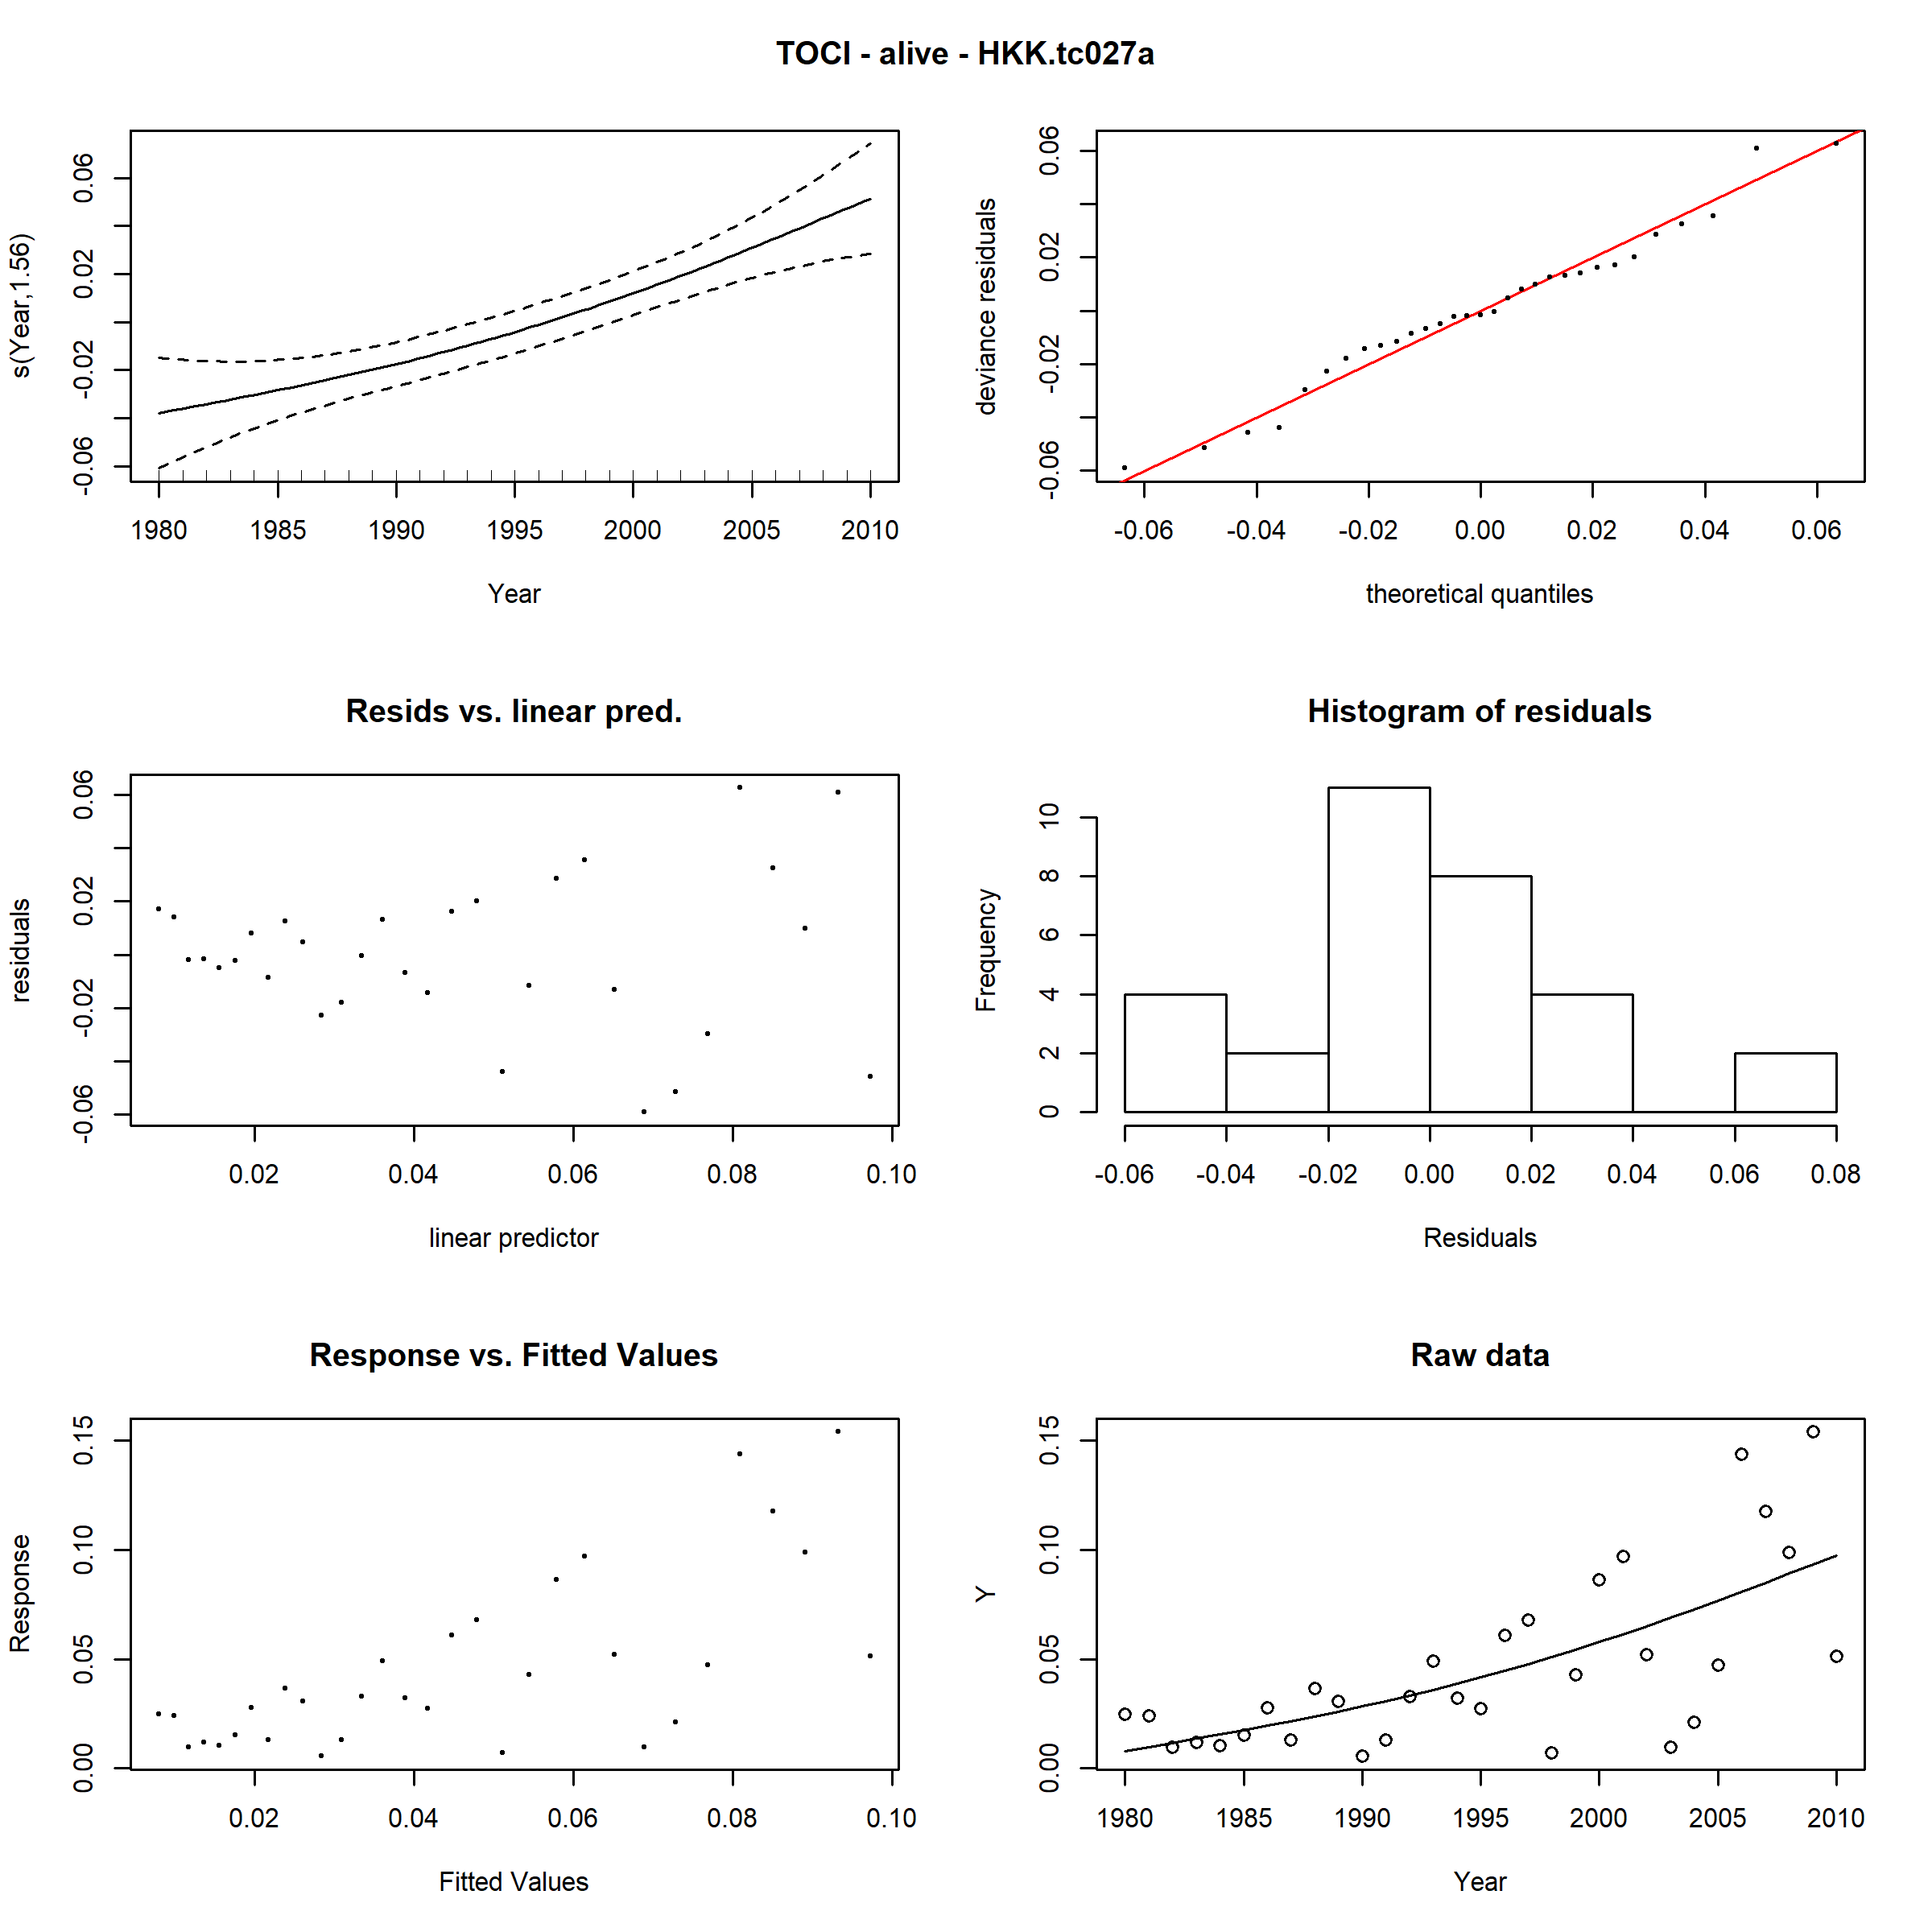 TOCI - alive - HKK.tc027a
s(Year,1.56)
-0.06 -0.02 0.02 0.06
1980 1985 1990 1995 2000 2005 2010
Year
deviance residuals
-0.06 -0.02 0.02 0.06
-0.06 -0.04 -0.02 0.00 0.02 0.04 0.06
theoretical quantiles
Resids vs. linear pred.
residuals
-0.06 -0.02 0.02 0.06
0.02 0.04 0.06 0.08 0.10
linear predictor
Histogram of residuals
Frequency
0 2 4 6 8 10
-0.06 -0.04 -0.02 0.00 0.02 0.04 0.06 0.08
Residuals
Response vs. Fitted Values
Response
0.00 0.05 0.10 0.15
0.02 0.04 0.06 0.08 0.10
Fitted Values
Raw data
Y
0.00 0.05 0.10 0.15
1980 1985 1990 1995 2000 2005 2010
Year